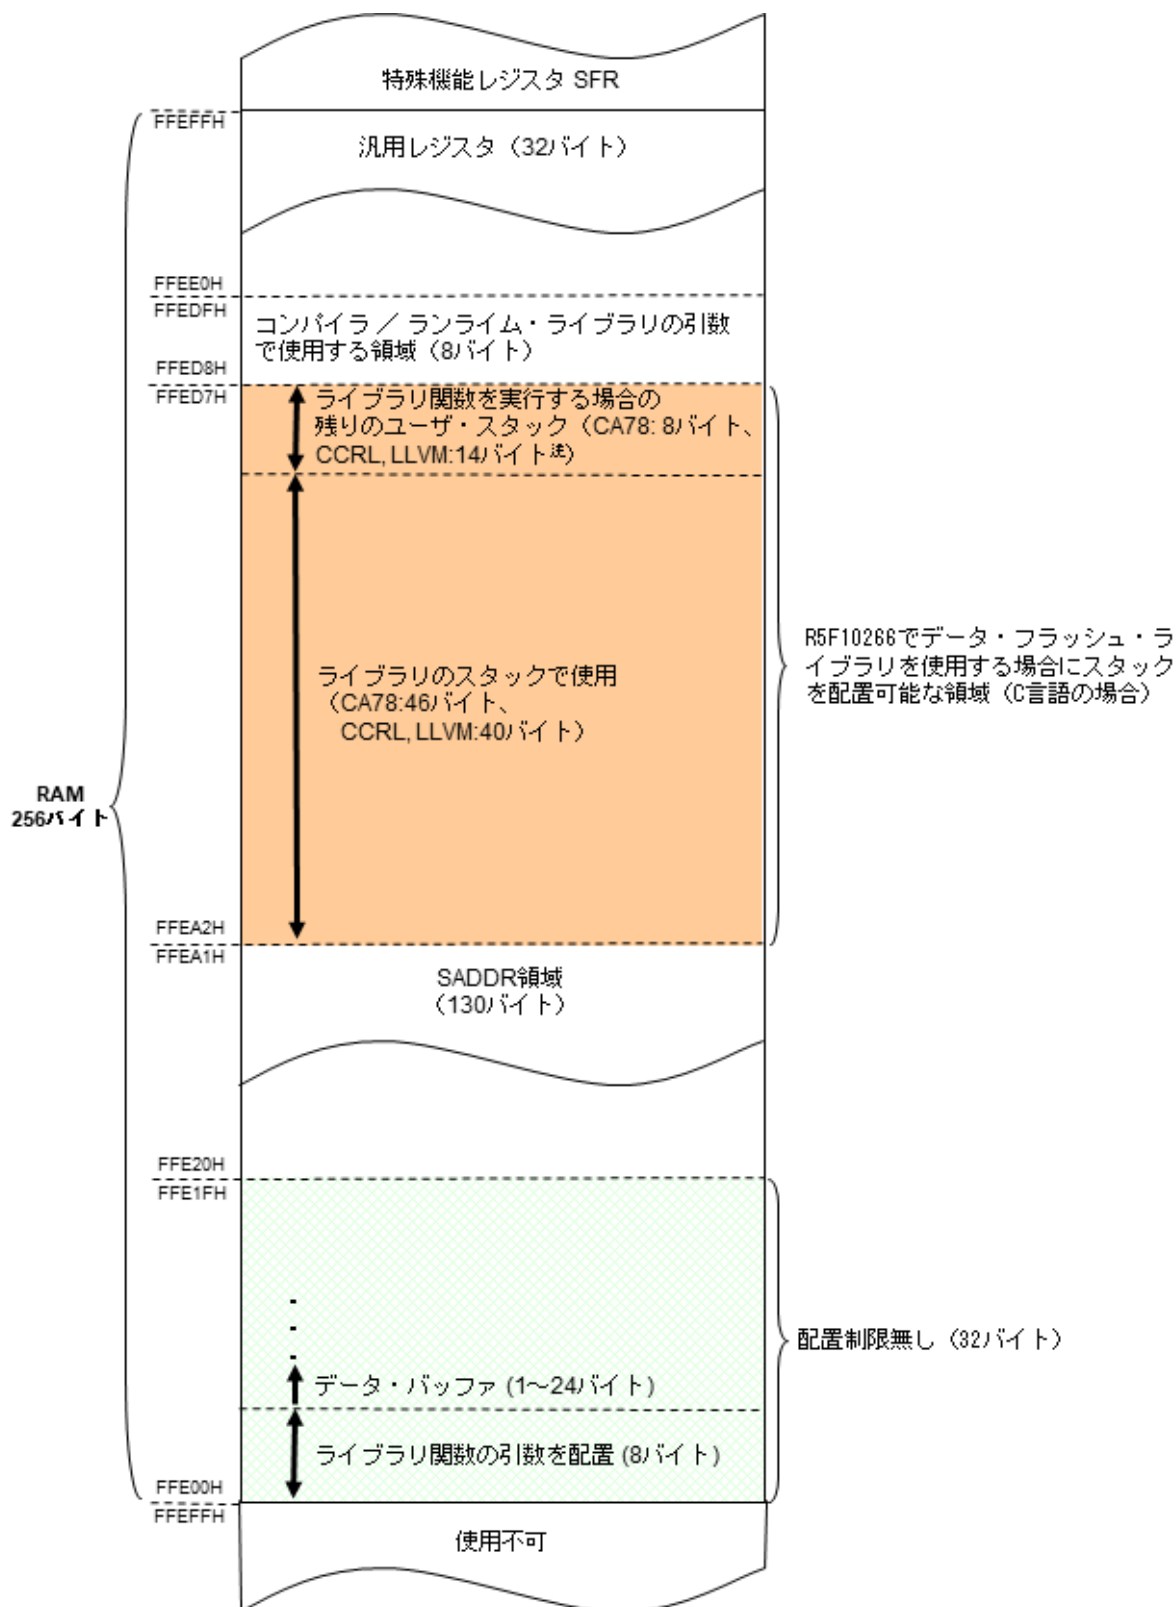 特殊機能レジスタ SFR
FFEFFH
汎用レジスタ（32バイト）
FFEE0H
FFEDFH
コンパイラ／ランライム・ライブラリの引数
で使用する領域（8バイト）
FFED8H
FFED7H
ライブラリ関数を実行する場合の
残りのユーザ・スタック（CA78: 8バイト、
CCRL, LLVM:14バイト注）
ライブラリのスタックで使用
（CA78:46バイト、
CCRL, LLVM:40バイト）
R5F10266でデータ・フラッシュ・ラ
イブラリを使用する場合にスタック
を配置可能な領域（C言語の場合）
RAM
256バイト
FFEA2H
FFEA1H
SADDR領域
（130バイト）
FFE20H
FFE1FH
配置制限無し（32バイト）
データ・バッファ (1～24バイト)
ライブラリ関数の引数を配置 (8バイト)
FFE00H
FFEFFH
使用不可